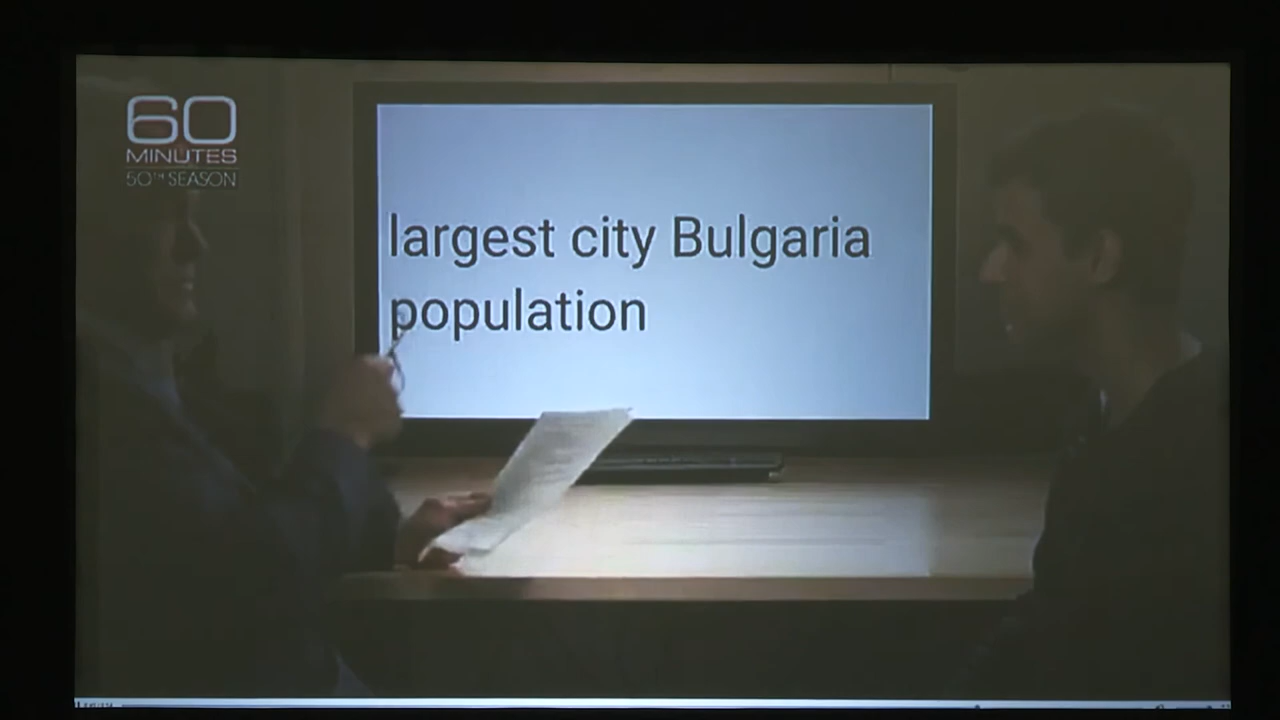 60
MINUTES
50TH SEASON
largest city Bulgaria
population